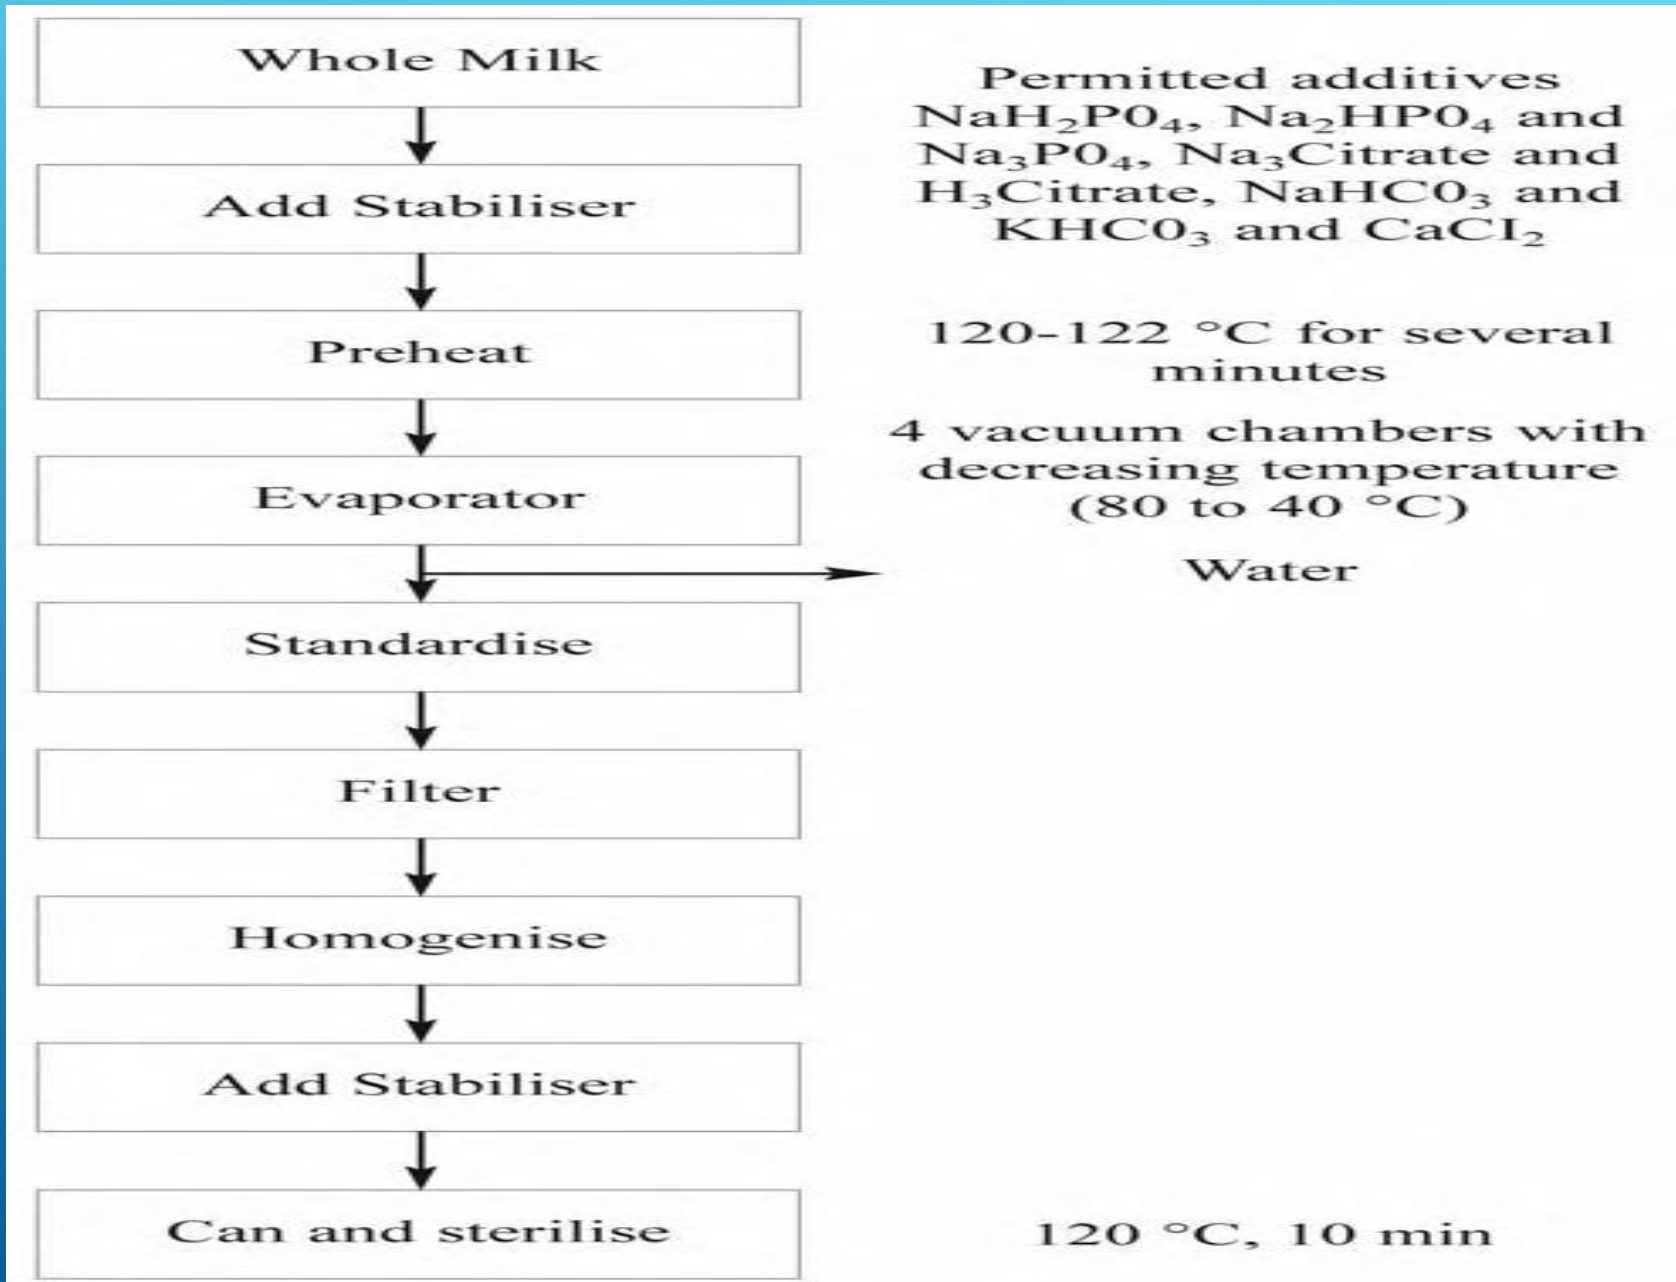 Whole Milk
Permitted additives
NaH₂P0₄, Na₂HP0₄ and
Na₃P0₄, Na₃Citrate and
H₃Citrate, NaHC0₃ and
KHC0₃ and CaCI₂
Add Stabiliser
Preheat
120-122 °C for several
minutes
Evaporator
4 vacuum chambers with
decreasing temperature
(80 to 40 °C)
Water
Standardise
Filter
Homogenise
Add Stabiliser
Can and sterilise
120 °C, 10 min